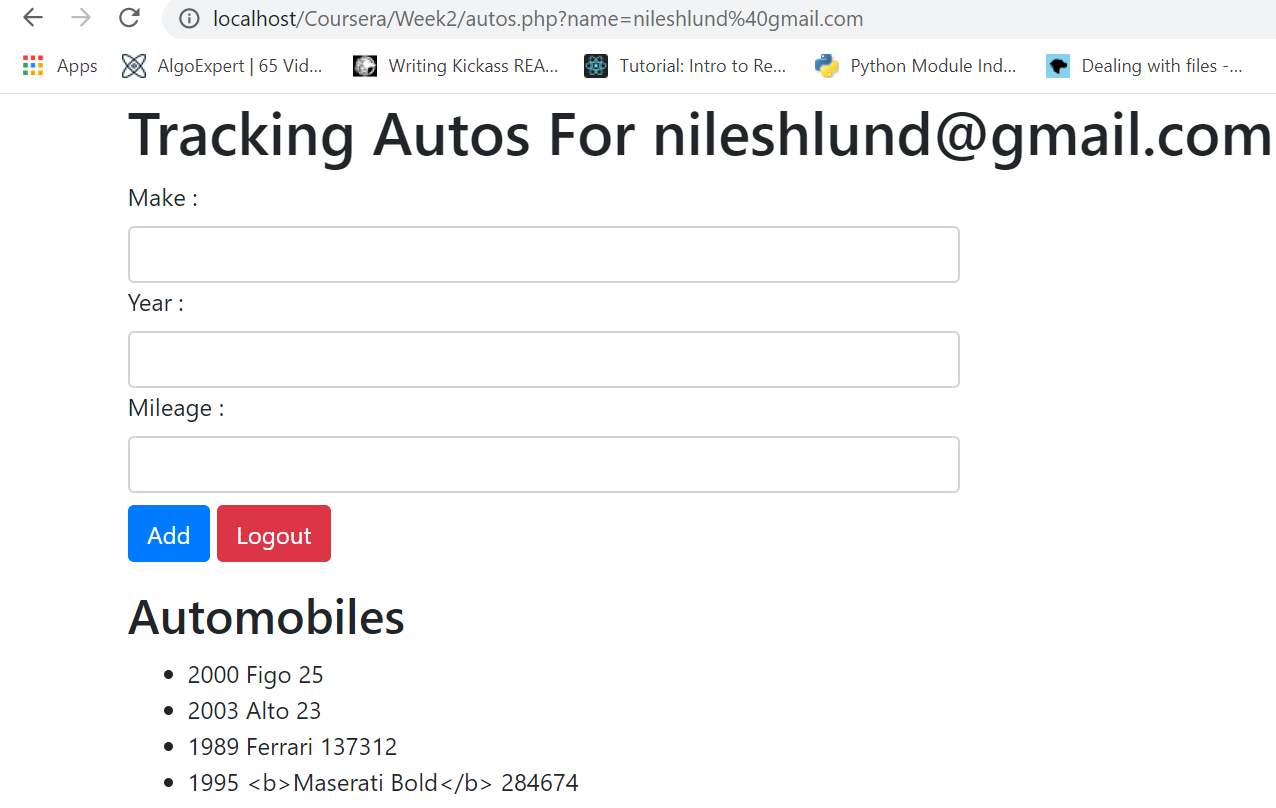 localhost/Coursera/Week2/autos.php?name=nileshlund%40gmail.com
Apps AlgoExpert | 65 Vid... Writing Kickass REA... Tutorial: Intro to Re... Python Module Ind... Dealing with files -...
Tracking Autos For nileshlund@gmail.com
Make :
Year :
Mileage :
Add Logout
Automobiles
2000 Figo 25
2003 Alto 23
1989 Ferrari 137312
1995 <b>Maserati Bold</b> 284674